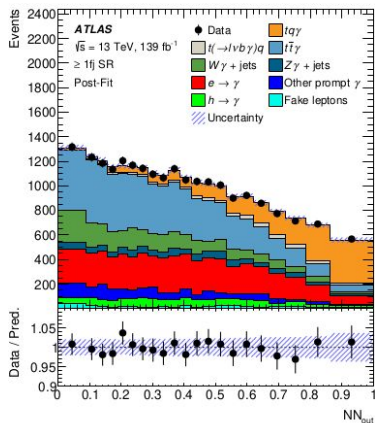 Events
2400
2200
2000
1800
1600
1400
1200
1000
800
600
400
200
ATLAS
√s = 13 TeV, 139 fb⁻¹
≥ 1fj SR
Post-Fit
Data
tqγ
t(→lνbγ)q
tt̄γ
Wγ + jets
Zγ + jets
e → γ
Other prompt γ
h → γ
Fake leptons
Uncertainty
Data / Pred.
1.05
1
0.95
0.9
0 0.1 0.2 0.3 0.4 0.5 0.6 0.7 0.8 0.9 1
NN_out